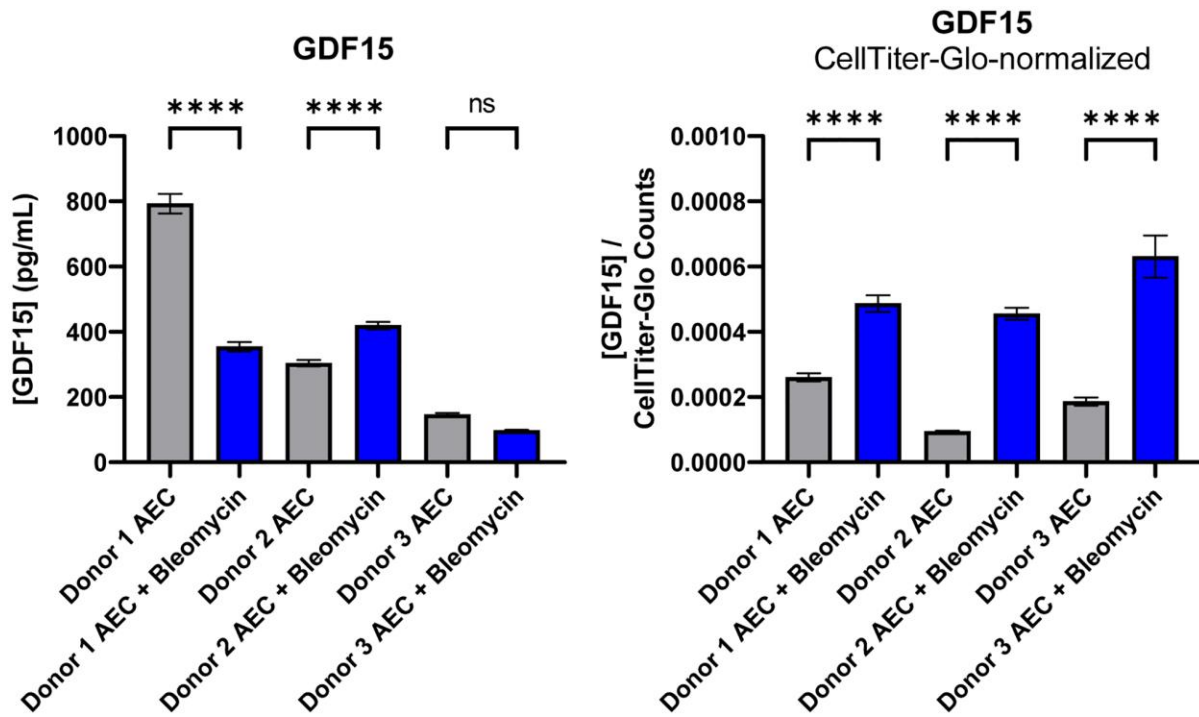 GDF15
**** **** ns
1000
800
600
400
200
0
[GDF15] (pg/mL)
Donor 1 AEC
Donor 1 AEC + Bleomycin
Donor 2 AEC
Donor 2 AEC + Bleomycin
Donor 3 AEC
Donor 3 AEC + Bleomycin
GDF15
CellTiter-Glo-normalized
**** **** ****
0.0010
0.0008
0.0006
0.0004
0.0002
0.0000
[GDF15] /
CellTiter-Glo Counts
Donor 1 AEC
Donor 1 AEC + Bleomycin
Donor 2 AEC
Donor 2 AEC + Bleomycin
Donor 3 AEC
Donor 3 AEC + Bleomycin